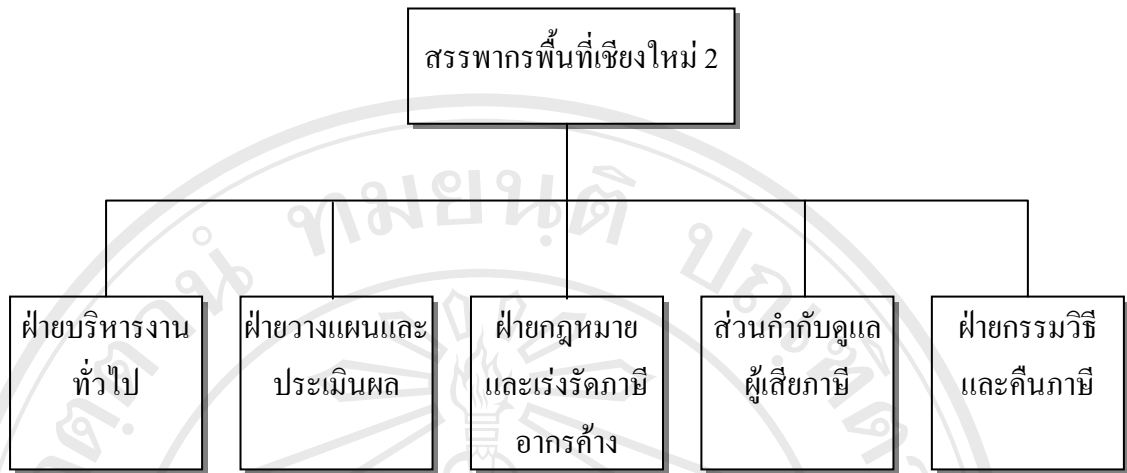 สรรพากรพื้นที่เชียงใหม่ 2
ฝ่ายบริหารงาน
ทั่วไป
ฝ่ายวางแผนและ
ประเมินผล
ฝ่ายกฎหมาย
และเร่งรัดภาษี
อากรค้าง
ส่วนกำกับดูแล
ผู้เสียภาษี
ฝ่ายกรรมวิธี
และคืนภาษี